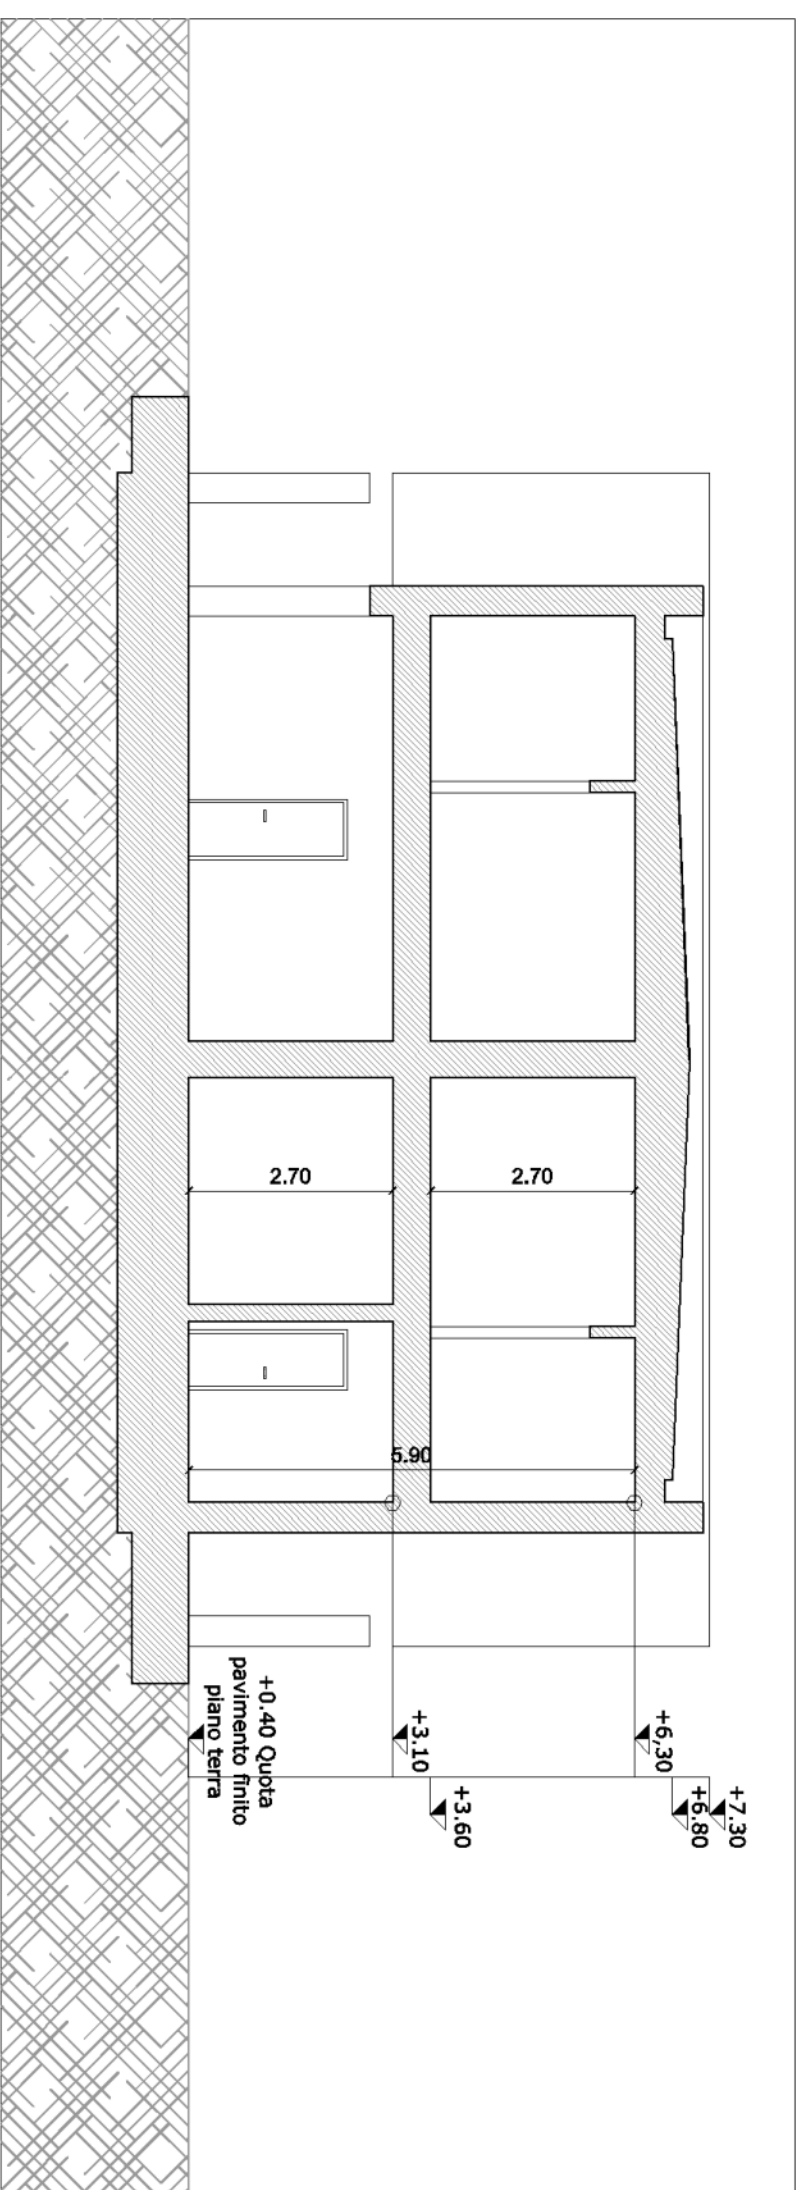 2.70
2.70
5.90
+7.30
+6.80
+6,30
+3.60
+3.10
+0.40 Quota
pavimento finito
piano terra